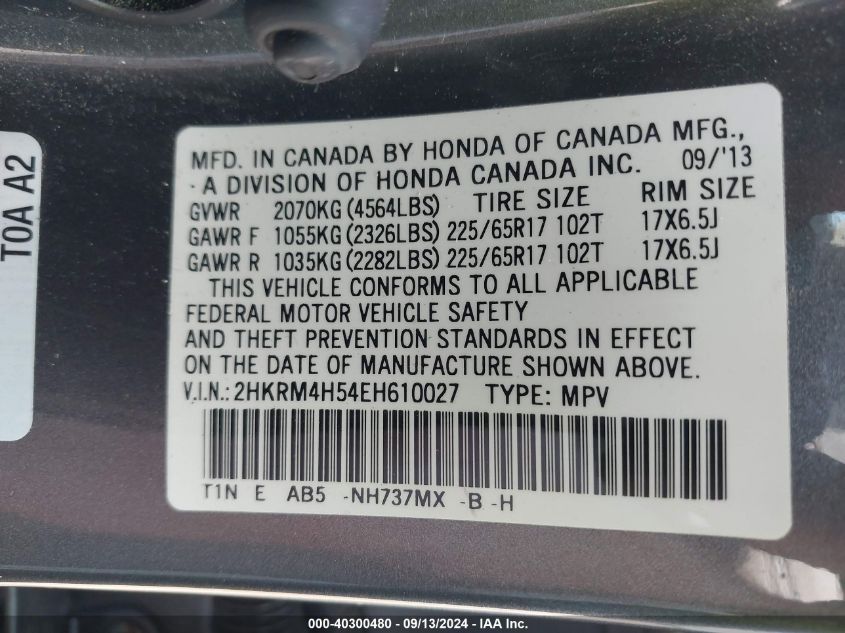 MFD. IN CANADA BY HONDA OF CANADA MFG.,
- A DIVISION OF HONDA CANADA INC. 09/'13
GVWR 2070KG (4564LBS) TIRE SIZE RIM SIZE
GAWR F 1055KG (2326LBS) 225/65R17 102T 17X6.5J
GAWR R 1035KG (2282LBS) 225/65R17 102T 17X6.5J
THIS VEHICLE CONFORMS TO ALL APPLICABLE
FEDERAL MOTOR VEHICLE SAFETY
AND THEFT PREVENTION STANDARDS IN EFFECT
ON THE DATE OF MANUFACTURE SHOWN ABOVE.
V.I.N.: 2HKRM4H54EH610027 TYPE: MPV
T1N E AB5 -NH737MX -B -H
T0A A2
000-40300480 - 09/13/2024 - IAA Inc.